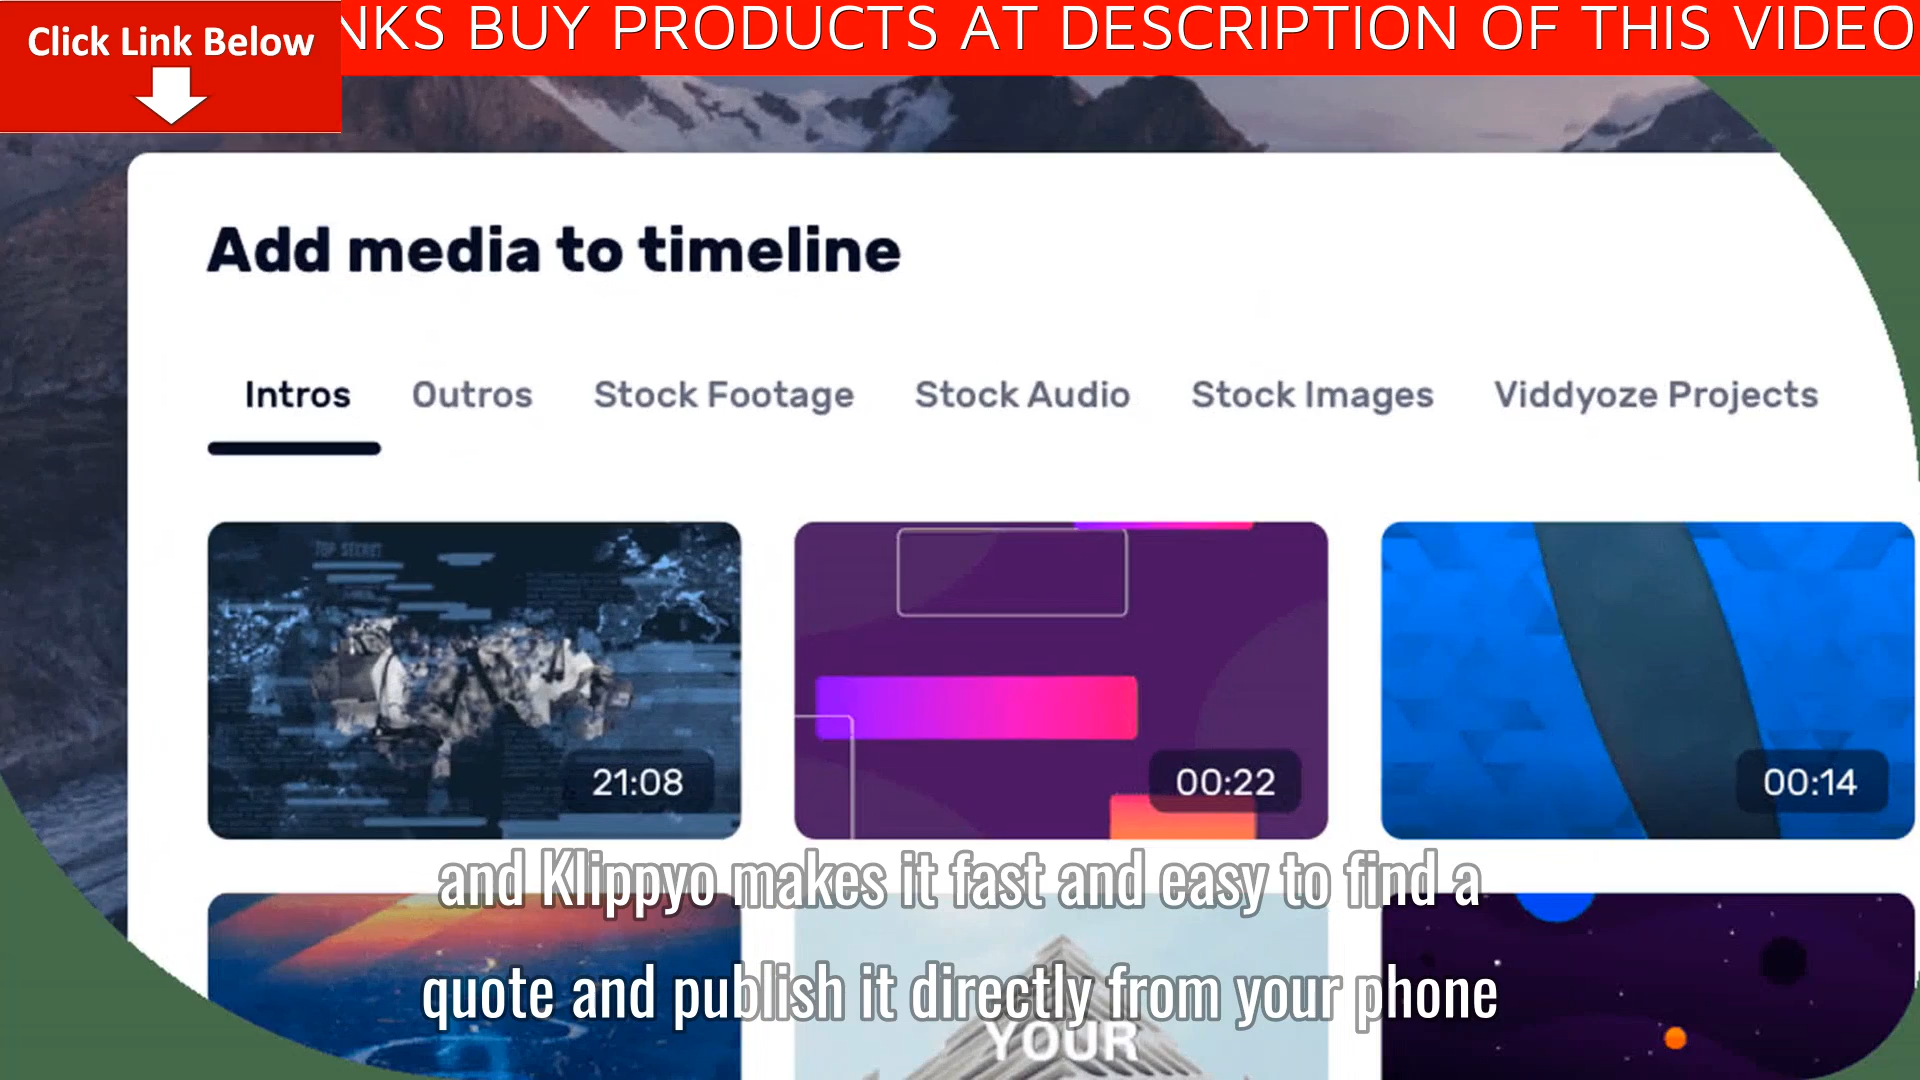 Click Link Below
NKS BUY PRODUCTS AT DESCRIPTION OF THIS VIDEO
Add media to timeline
Intros
Outros
Stock Footage
Stock Audio
Stock Images
Viddyoze Projects
TOP SECRET
21:08
00:22
00:14
and Klippyo makes it fast and easy to find a
quote and publish it directly from your phone
YOUR